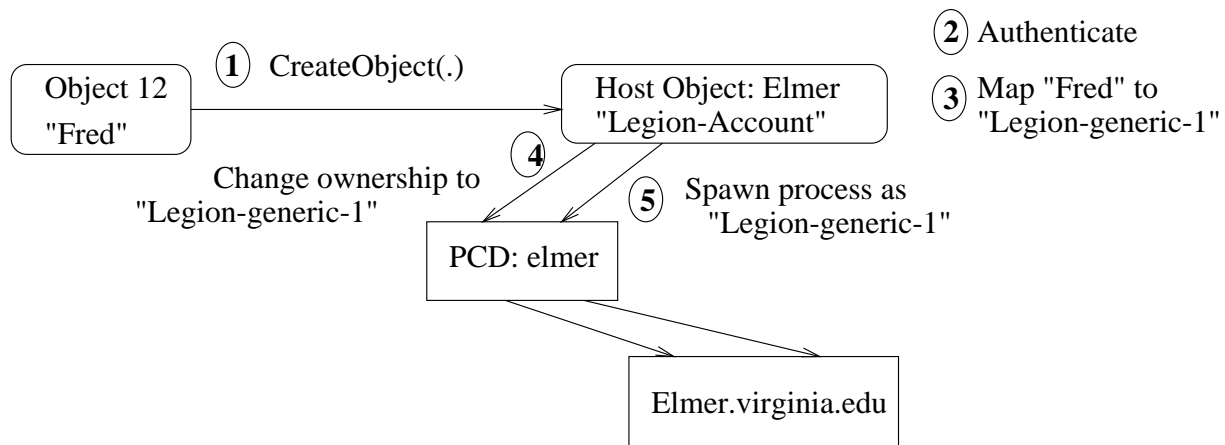 1 CreateObject(.)
2 Authenticate
Object 12
"Fred"
Host Object: Elmer
"Legion-Account"
3 Map "Fred" to
"Legion-generic-1"
4
Change ownership to
"Legion-generic-1"
5 Spawn process as
"Legion-generic-1"
PCD: elmer
Elmer.virginia.edu